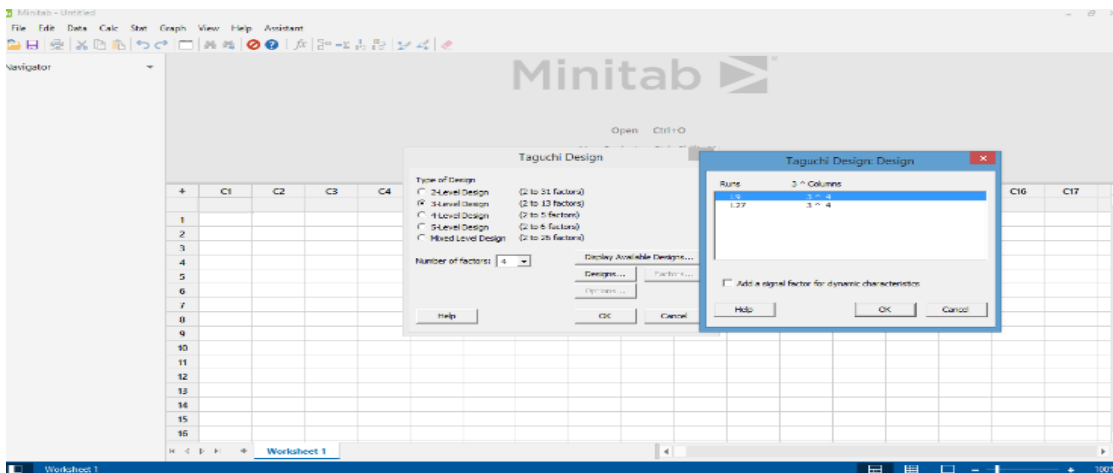 Minitab - Untitled
File Edit Data Calc Stat Graph View Help Assistant
Navigator
Minitab
Open Ctrl+O
Taguchi Design
Type of Design
2-Level Design (2 to 31 factors)
3-Level Design (2 to 13 factors)
4-Level Design (2 to 5 factors)
5-Level Design (2 to 6 factors)
Mixed Level Design (2 to 26 factors)
Number of factors: 4
Display Available Designs...
Designs... Factors...
Options...
Help OK Cancel
Taguchi Design: Design
Runs 3 ^ Columns
L9 3 ^ 4
L27 3 ^ 4
Add a signal factor for dynamic characteristics
Help OK Cancel
+ C1 C2 C3 C4 C16 C17
1
2
3
4
5
6
7
8
9
10
11
12
13
14
15
16
Worksheet 1
Worksheet 1
100%